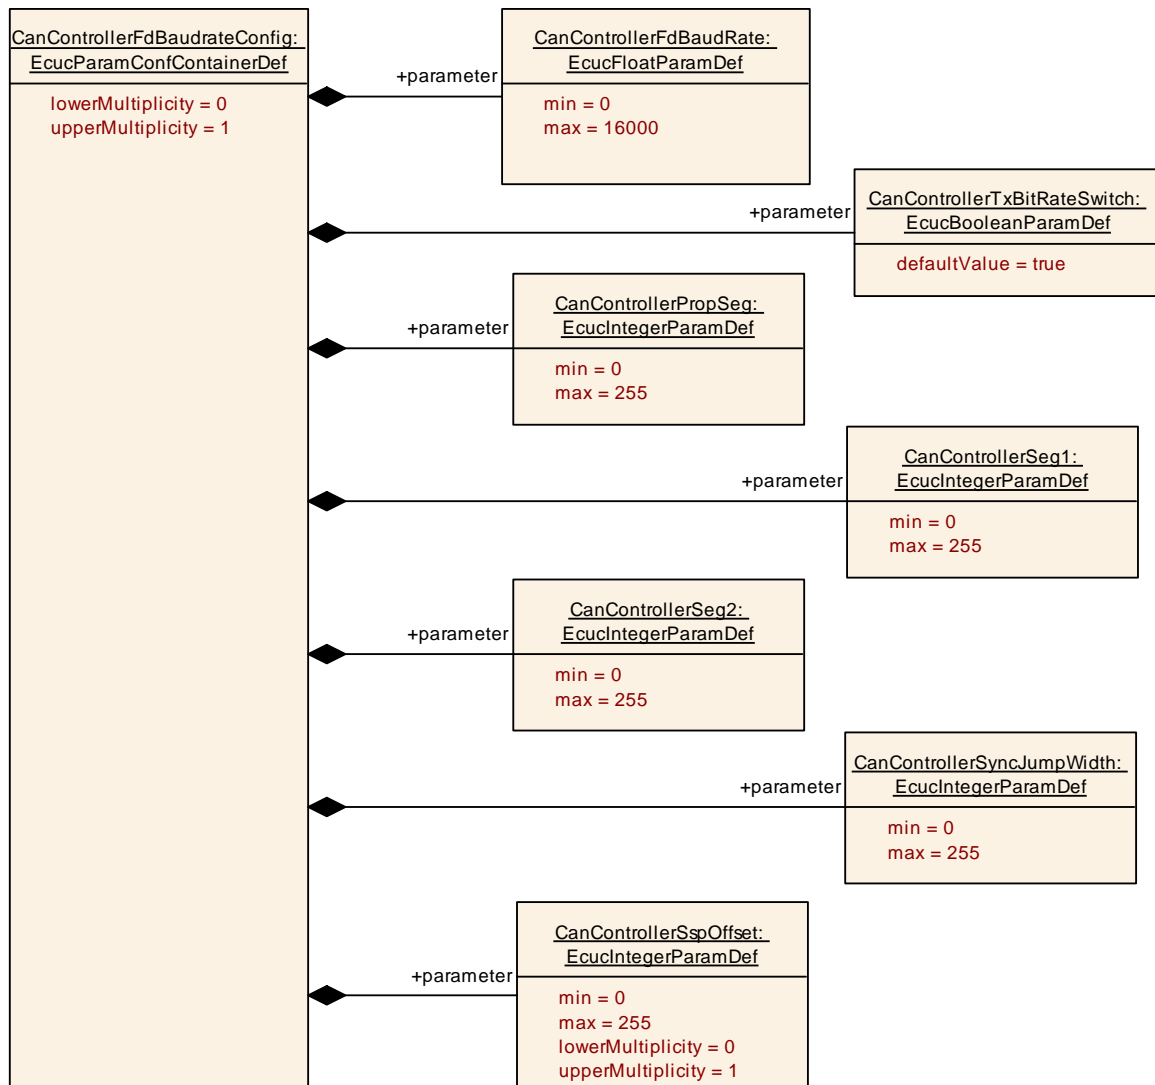 CanControllerFdBaudrateConfig:
EcucParamConfContainerDef
lowerMultiplicity = 0
upperMultiplicity = 1
+parameter
CanControllerFdBaudRate:
EcucFloatParamDef
min = 0
max = 16000
+parameter
CanControllerTxBitRateSwitch:
EcucBooleanParamDef
defaultValue = true
+parameter
CanControllerPropSeg:
EcucIntegerParamDef
min = 0
max = 255
+parameter
CanControllerSeg1:
EcucIntegerParamDef
min = 0
max = 255
+parameter
CanControllerSeg2:
EcucIntegerParamDef
min = 0
max = 255
+parameter
CanControllerSyncJumpWidth:
EcucIntegerParamDef
min = 0
max = 255
+parameter
CanControllerSspOffset:
EcucIntegerParamDef
min = 0
max = 255
lowerMultiplicity = 0
upperMultiplicity = 1